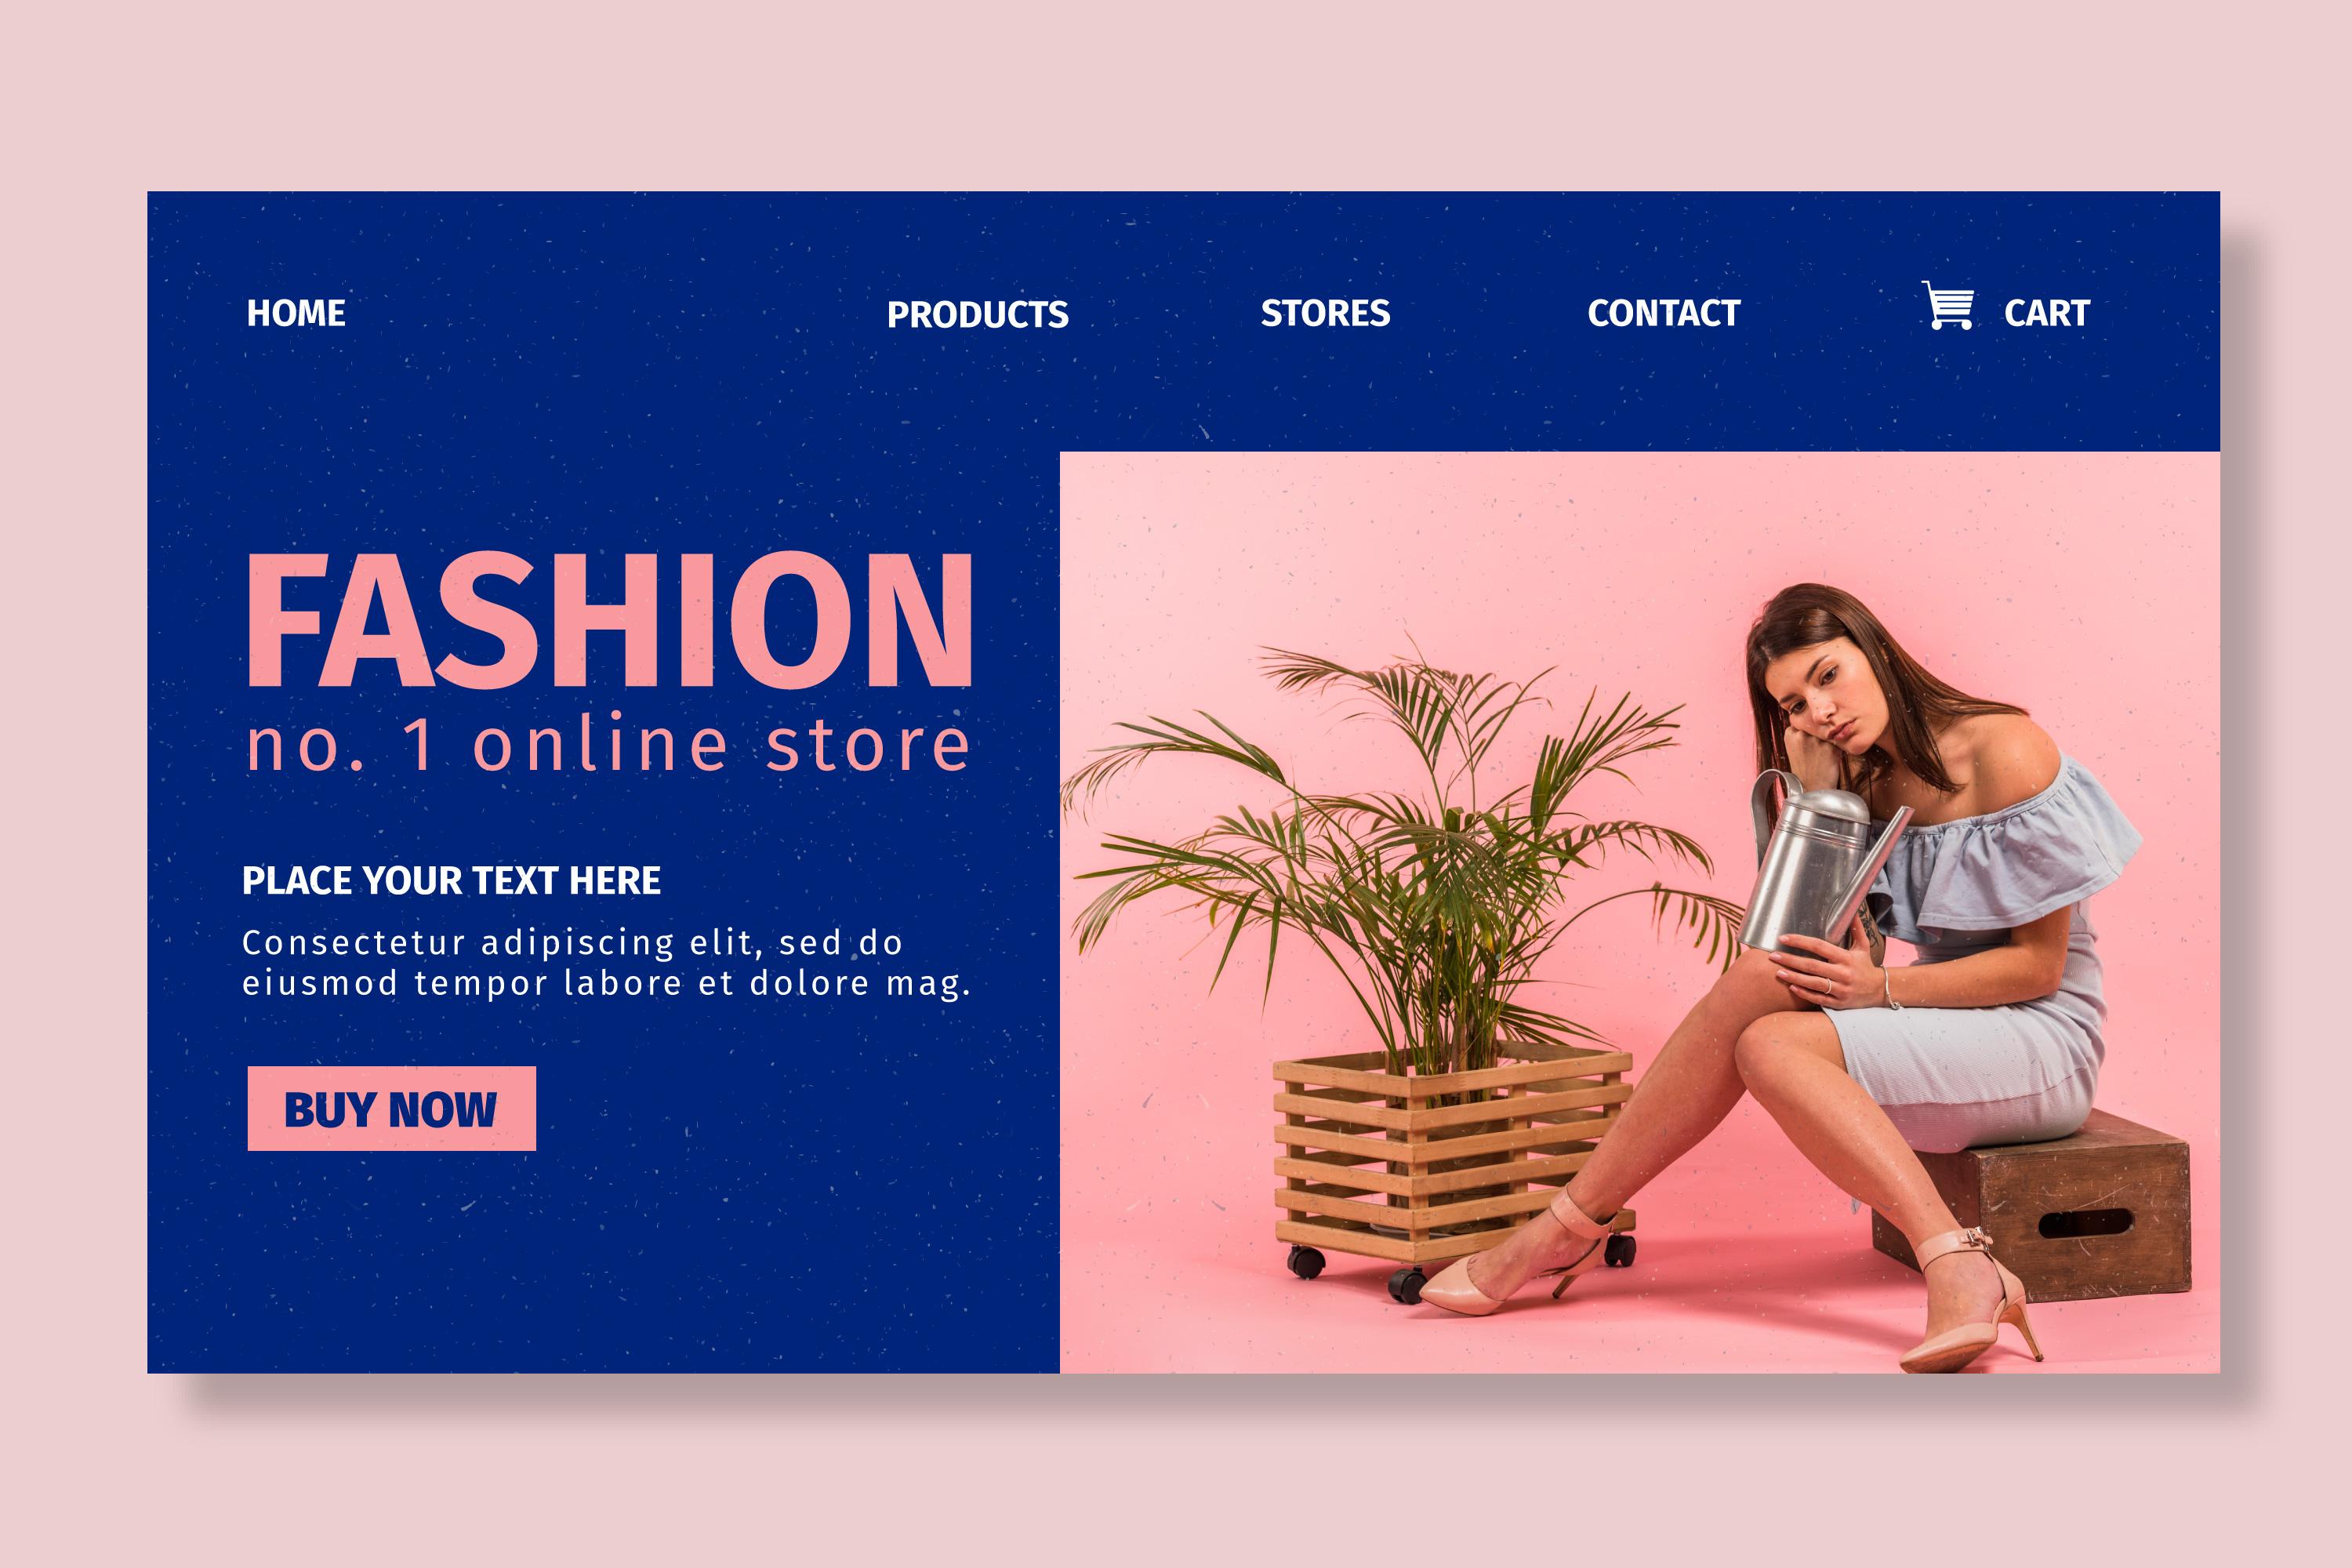 HOME PRODUCTS STORES CONTACT CART
FASHION
no. 1 online store
PLACE YOUR TEXT HERE
Consectetur adipiscing elit, sed do
eiusmod tempor labore et dolore mag.
BUY NOW